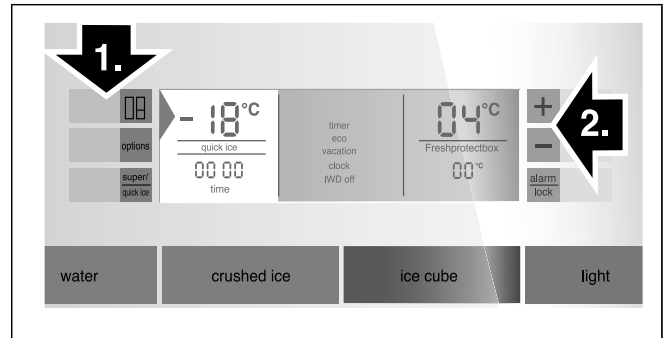 1.
2.
options
super/
quick ice
- 18°C
quick ice
00 00
time
timer
eco
vacation
clock
IWD off
04°C
Freshprotectbox
00°C
+
-
alarm
lock
water
crushed ice
ice cube
light